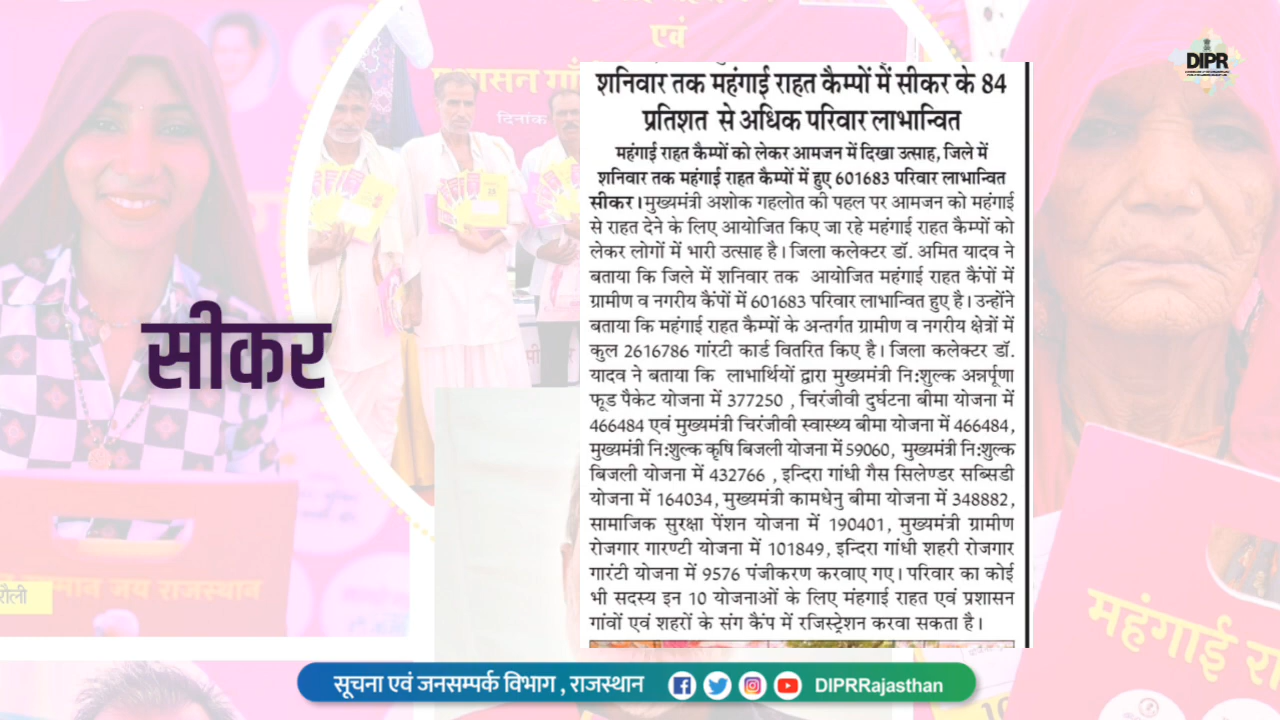 एवं
दिनांक
DIPR
शनिवार तक महंगाई राहत कैम्पों में सीकर के 84
प्रतिशत से अधिक परिवार लाभान्वित
महंगाई राहत कैम्पों को लेकर आमजन में दिखा उत्साह, जिले में
शनिवार तक महंगाई राहत कैम्पों में हुए 601683 परिवार लाभान्वित
सीकर। मुख्यमंत्री अशोक गहलोत की पहल पर आमजन को महंगाई
से राहत देने के लिए आयोजित किए जा रहे महंगाई राहत कैम्पों को
लेकर लोगों में भारी उत्साह है। जिला कलेक्टर डॉ. अमित यादव ने
बताया कि जिले में शनिवार तक आयोजित महंगाई राहत कैंपों में
ग्रामीण व नगरीय कैंपों में 601683 परिवार लाभान्वित हुए है। उन्होंने
बताया कि महंगाई राहत कैम्पों के अन्तर्गत ग्रामीण व नगरीय क्षेत्रों में
कुल 2616786 गांरटी कार्ड वितरित किए है। जिला कलेक्टर डॉ.
यादव ने बताया कि लाभार्थियों द्वारा मुख्यमंत्री नि:शुल्क अन्नर्पूणा
फूड पैकेट योजना में 377250 , चिरंजीवी दुर्घटना बीमा योजना में
466484 एवं मुख्यमंत्री चिरंजीवी स्वास्थ्य बीमा योजना में 466484,
मुख्यमंत्री नि:शुल्क कृषि बिजली योजना में 59060, मुख्यमंत्री नि:शुल्क
बिजली योजना में 432766 , इन्दिरा गांधी गैस सिलेण्डर सब्सिडी
योजना में 164034, मुख्यमंत्री कामधेनु बीमा योजना में 348882,
सामाजिक सुरक्षा पेंशन योजना में 190401, मुख्यमंत्री ग्रामीण
रोजगार गारण्टी योजना में 101849, इन्दिरा गांधी शहरी रोजगार
गारंटी योजना में 9576 पंजीकरण करवाए गए। परिवार का कोई
भी सदस्य इन 10 योजनाओं के लिए मंहगाई राहत एवं प्रशासन
गांवों एवं शहरों के संग कैंप में रजिस्ट्रेशन करवा सकता है।
सीकर
जय राजस्थान
महंगाई रा
सूचना एवं जनसम्पर्क विभाग , राजस्थान
DIPRRajasthan